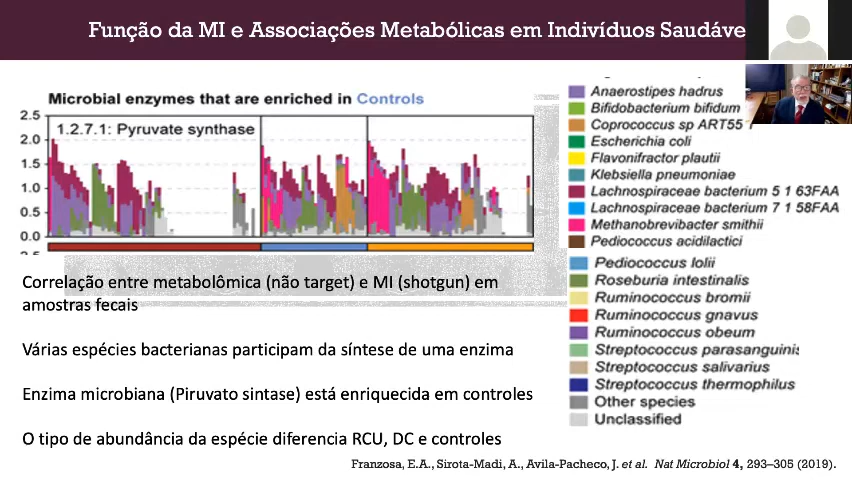 Função da MI e Associações Metabólicas em Indivíduos Saudáve
Microbial enzymes that are enriched in Controls
2.5
1.2.7.1: Pyruvate synthase
2.0
1.5
1.0
0.5
0.0
Anaerostipes hadrus
Bifidobacterium bifidum
Coprococcus sp ART55
Escherichia coli
Flavonifractor plautii
Klebsiella pneumoniae
Lachnospiraceae bacterium 5 1 63FAA
Lachnospiraceae bacterium 7 1 58FAA
Methanobrevibacter smithii
Pediococcus acidilactici
Pediococcus lolii
Roseburia intestinalis
Ruminococcus bromii
Ruminococcus gnavus
Ruminococcus obeum
Streptococcus parasanguinis
Streptococcus salivarius
Streptococcus thermophilus
Other species
Unclassified
Correlação entre metabolômica (não target) e MI (shotgun) em
amostras fecais
Várias espécies bacterianas participam da síntese de uma enzima
Enzima microbiana (Piruvato sintase) está enriquecida em controles
O tipo de abundância da espécie diferencia RCU, DC e controles
Franzosa, E.A., Sirota-Madi, A., Avila-Pacheco, J. et al. Nat Microbiol 4, 293–305 (2019).